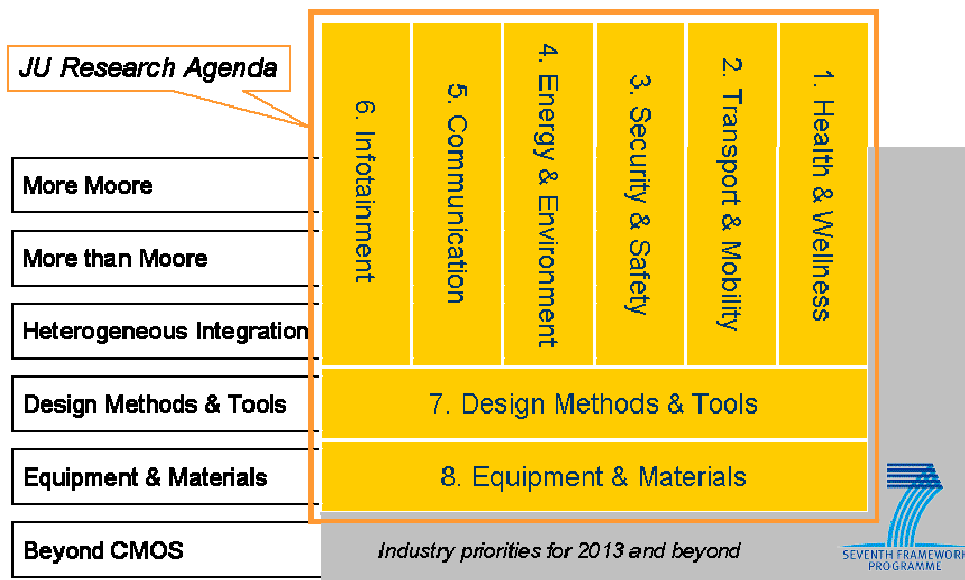 JU Research Agenda
6. Infotainment
5. Communication
4. Energy & Environment
3. Security & Safety
2. Transport & Mobility
1. Health & Wellness
More Moore
More than Moore
Heterogeneous Integration
Design Methods & Tools
7. Design Methods & Tools
Equipment & Materials
8. Equipment & Materials
Beyond CMOS
Industry priorities for 2013 and beyond
SEVENTH FRAMEWORK
PROGRAMME